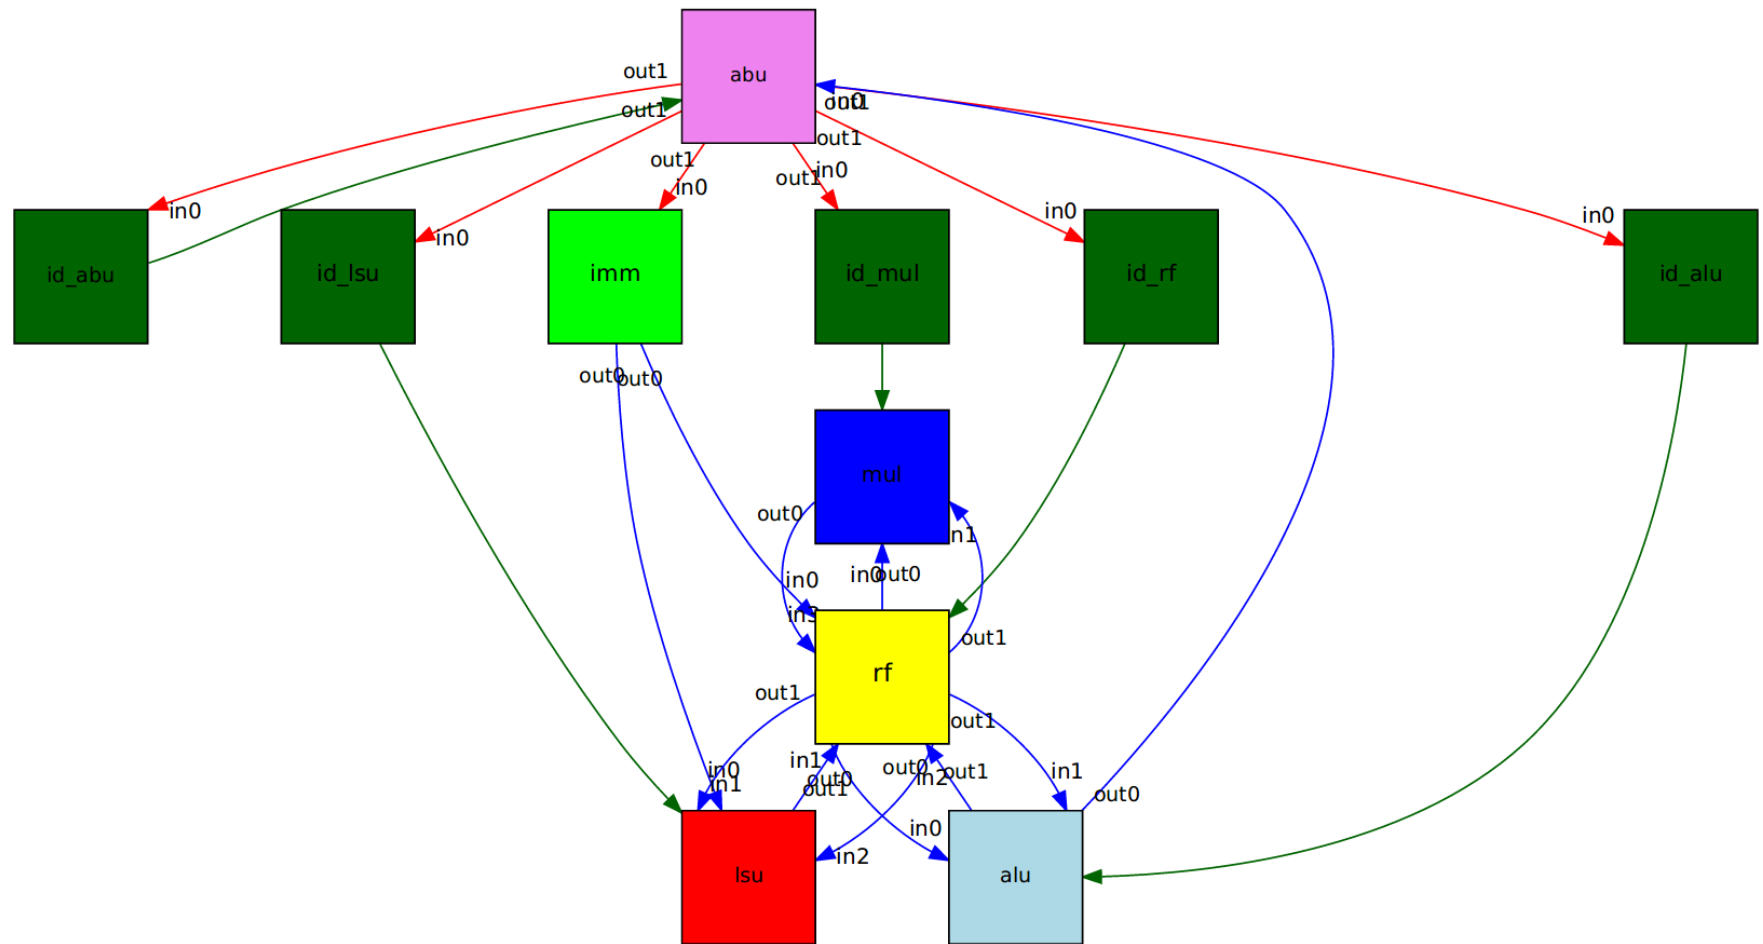 abu
out1
out1
out1
in0
out1
out1
in0
out1
in0
in0
in0
in0
in0
id_abu
id_lsu
imm
id_mul
id_rf
id_alu
out0
out0
mul
out0
in1
in0
in0
out0
in3
out1
rf
out1
out1
in1
out0
in2
out1
in0
in1
out0
out1
in1
out0
in0
in2
lsu
alu